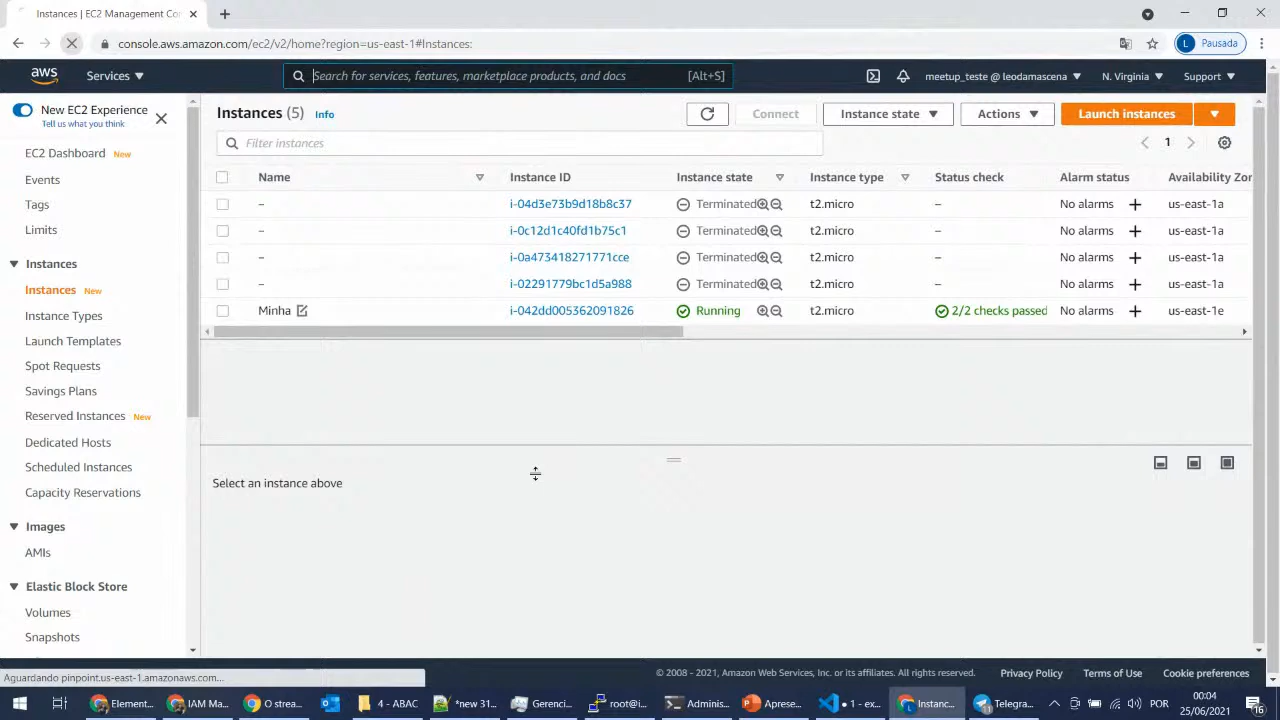 Instances | EC2 Management Cor
console.aws.amazon.com/ec2/v2/home?region=us-east-1#Instances:
L Pausada
aws Services Search for services, features, marketplace products, and docs [Alt+S] meetup_teste @ leodamascena N. Virginia Support
New EC2 Experience
Tell us what you think
EC2 Dashboard New
Events
Tags
Limits
Instances
Instances New
Instance Types
Launch Templates
Spot Requests
Savings Plans
Reserved Instances New
Dedicated Hosts
Scheduled Instances
Capacity Reservations
Images
AMIs
Elastic Block Store
Volumes
Snapshots
Instances (5) Info Connect Instance state Actions Launch instances
Filter instances 1
Name Instance ID Instance state Instance type Status check Alarm status Availability Zor
– i-04d3e73b9d18b8c37 Terminated t2.micro – No alarms + us-east-1a
– i-0c12d1c40fd1b75c1 Terminated t2.micro – No alarms + us-east-1a
– i-0a473418271771cce Terminated t2.micro – No alarms + us-east-1a
– i-02291779bc1d5a988 Terminated t2.micro – No alarms + us-east-1a
Minha i-042dd005362091826 Running t2.micro 2/2 checks passed No alarms + us-east-1e
Select an instance above
Aguardando pinpoint.us-east-1.amazonaws.com...
© 2008 - 2021, Amazon Web Services, Inc. or its affiliates. All rights reserved. Privacy Policy Terms of Use Cookie preferences
Element... IAM Ma... O strea... 4 - ABAC *new 31... Gerenci... root@i... Adminis... Aprese... • 1 - ex... Instanc... Telegra... POR 00:04
25/06/2021 16